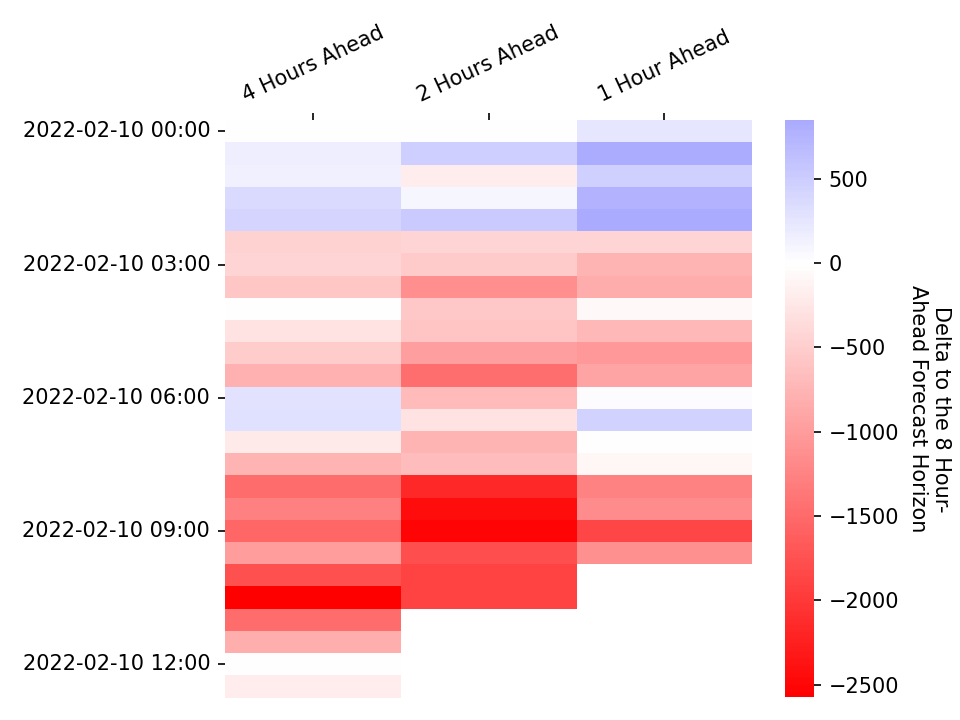 4 Hours Ahead
2 Hours Ahead
1 Hour Ahead
2022-02-10 00:00
2022-02-10 03:00
2022-02-10 06:00
2022-02-10 09:00
2022-02-10 12:00
500
0
−500
−1000
−1500
−2000
−2500
Delta to the 8 Hour-
Ahead Forecast Horizon